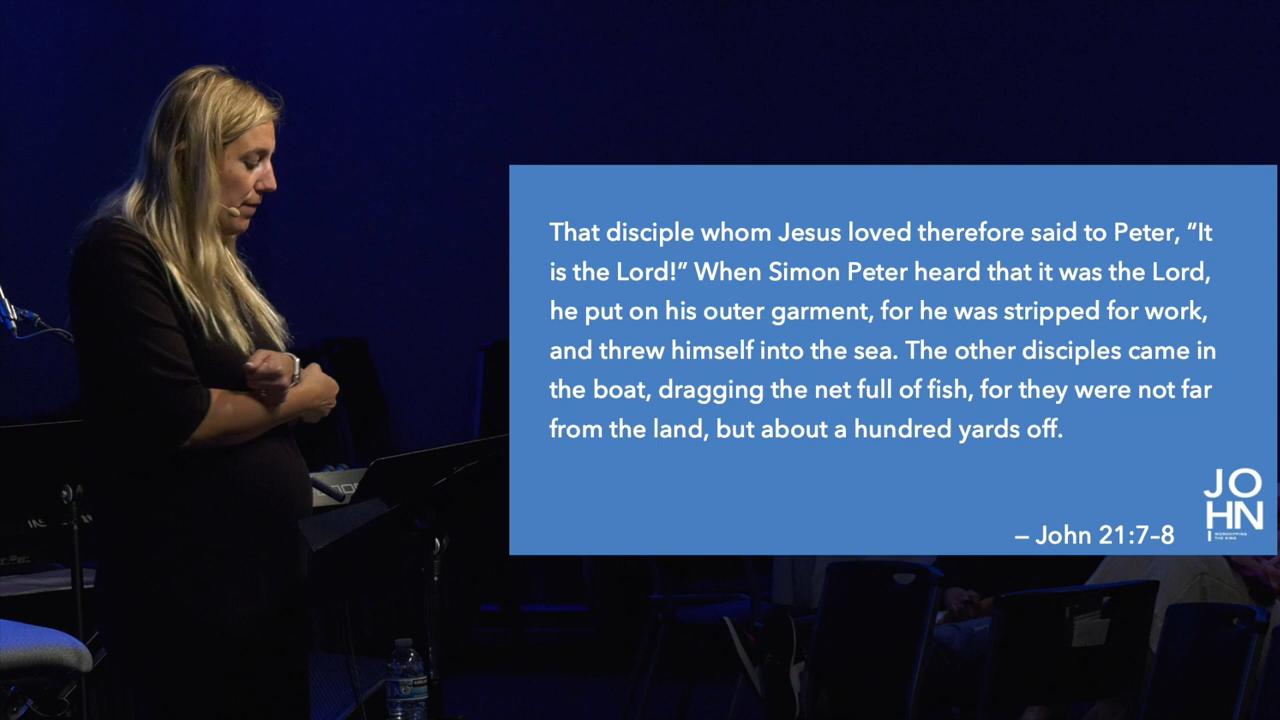 That disciple whom Jesus loved therefore said to Peter, “It
is the Lord!” When Simon Peter heard that it was the Lord,
he put on his outer garment, for he was stripped for work,
and threw himself into the sea. The other disciples came in
the boat, dragging the net full of fish, for they were not far
from the land, but about a hundred yards off.
– John 21:7–8
JO
HN
WORSHIPPING
THE KING